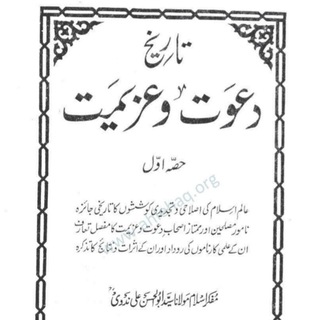 تاریخ
دعوت و عزیمت
حصہ اوّل
عالم اسلام کی اصلاحی و تجدیدی کوششوں کا تاریخی جائزہ
نامور مصلحین اور ممتاز اصحاب دعوت و عزیمت کا مفصل تعارف
ان کے علمی کارناموں کی روداد اور ان کے اثرات و نتائج کا تذکرہ
مفکر اسلام مولانا سید ابوالحسن علی ندوی